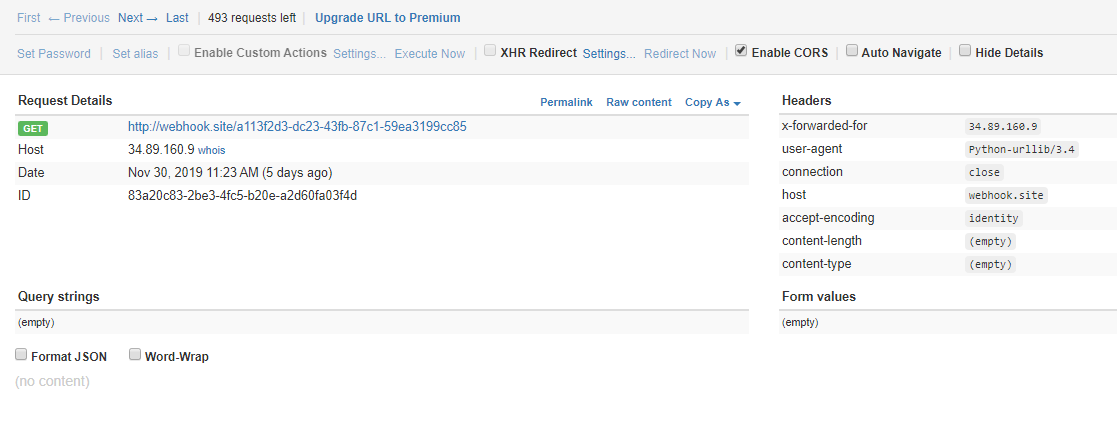 First ← Previous Next → Last 493 requests left Upgrade URL to Premium
Set Password Set alias Enable Custom Actions Settings... Execute Now XHR Redirect Settings... Redirect Now Enable CORS Auto Navigate Hide Details
Request Details Permalink Raw content Copy As
GET http://webhook.site/a113f2d3-dc23-43fb-87c1-59ea3199cc85
Host 34.89.160.9 whois
Date Nov 30, 2019 11:23 AM (5 days ago)
ID 83a20c83-2be3-4fc5-b20e-a2d60fa03f4d
Headers
x-forwarded-for 34.89.160.9
user-agent Python-urllib/3.4
connection close
host webhook.site
accept-encoding identity
content-length (empty)
content-type (empty)
Query strings
(empty)
Form values
(empty)
Format JSON Word-Wrap
(no content)